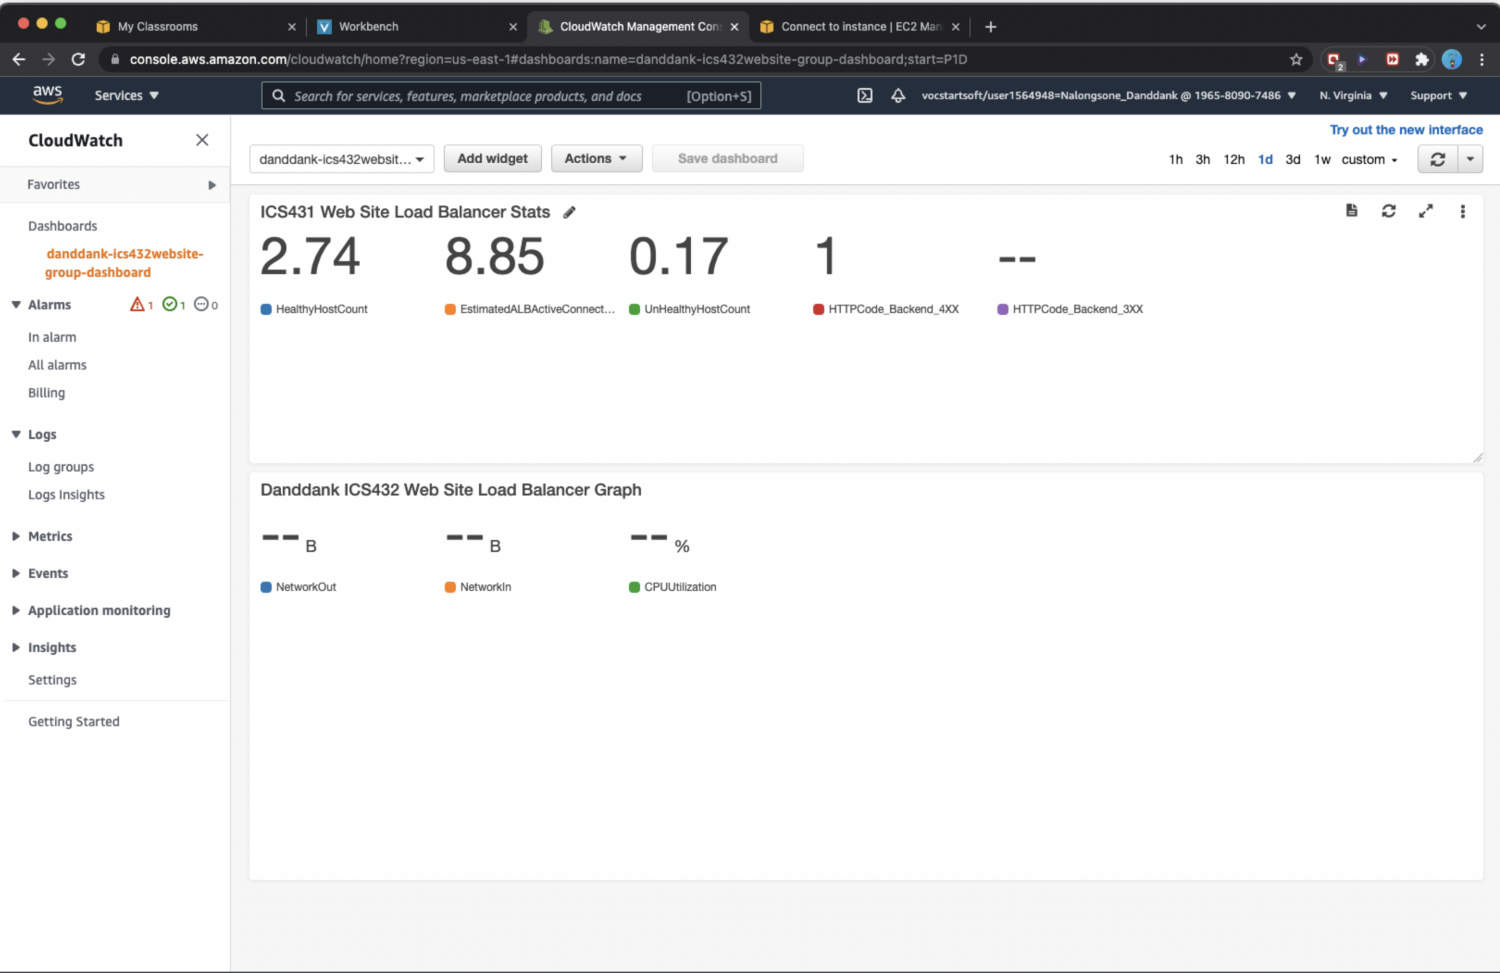 My Classrooms
Workbench
CloudWatch Management Con
Connect to instance | EC2 Man
console.aws.amazon.com/cloudwatch/home?region=us-east-1#dashboards:name=danddank-ics432website-group-dashboard;start=P1D
2
aws
Services
Search for services, features, marketplace products, and docs
[Option+S]
vocstartsoft/user1564948=Nalongsone_Danddank @ 1965-8090-7486
N. Virginia
Support
CloudWatch
Favorites
Dashboards
danddank-ics432website-
group-dashboard
Alarms
1
1
0
In alarm
All alarms
Billing
Logs
Log groups
Logs Insights
Metrics
Events
Application monitoring
Insights
Settings
Getting Started
Try out the new interface
danddank-ics432websit...
Add widget
Actions
Save dashboard
1h 3h 12h 1d 3d 1w custom
ICS431 Web Site Load Balancer Stats
2.74
8.85
0.17
1
--
HealthyHostCount
EstimatedALBActiveConnect...
UnHealthyHostCount
HTTPCode_Backend_4XX
HTTPCode_Backend_3XX
Danddank ICS432 Web Site Load Balancer Graph
-- B
-- B
-- %
NetworkOut
NetworkIn
CPUUtilization